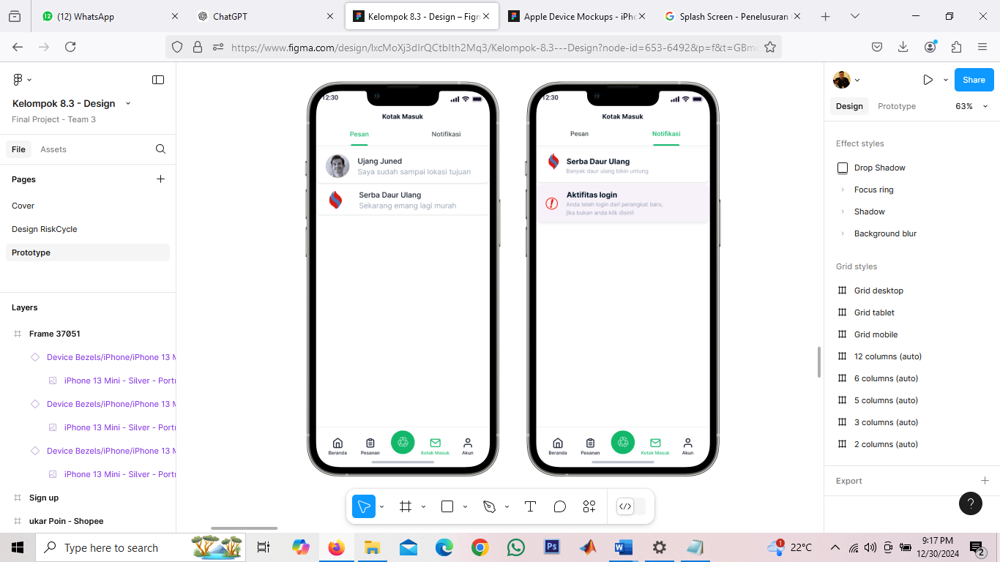 (12) WhatsApp
ChatGPT
Kelompok 8.3 - Design – Figm
Apple Device Mockups - iPho
Splash Screen - Penelusuran
https://www.figma.com/design/
Kelompok-8.3---Design?node-id=653-6492&p=f&t=GBm
Kelompok 8.3 - Design
Final Project - Team 3
File
Assets
Pages
Cover
Design RiskCycle
Prototype
Layers
Frame 37051
Device Bezels/iPhone/iPhone 13 M
iPhone 13 Mini - Silver - Portr
Device Bezels/iPhone/iPhone 13 M
iPhone 13 Mini - Silver - Portr
Device Bezels/iPhone/iPhone 13 M
iPhone 13 Mini - Silver - Portr
Sign up
ukar Poin - Shopee
12:30
Kotak Masuk
Pesan
Notifikasi
Ujang Juned
Saya sudah sampai lokasi tujuan
Serba Daur Ulang
Sekarang emang lagi murah
Beranda
Pesanan
Kotak Masuk
Akun
12:30
Kotak Masuk
Pesan
Notifikasi
Serba Daur Ulang
Banyak daur ulang bikin untung
Aktifitas login
Anda telah login dari perangkat baru,
jika bukan anda klik disini!
Beranda
Pesanan
Kotak Masuk
Akun
Share
Design
Prototype
63%
Effect styles
Drop Shadow
Focus ring
Shadow
Background blur
Grid styles
Grid desktop
Grid tablet
Grid mobile
12 columns (auto)
6 columns (auto)
5 columns (auto)
3 columns (auto)
2 columns (auto)
Export
?
Type here to search
Ps
1
22°C
9:17 PM
12/30/2024
2